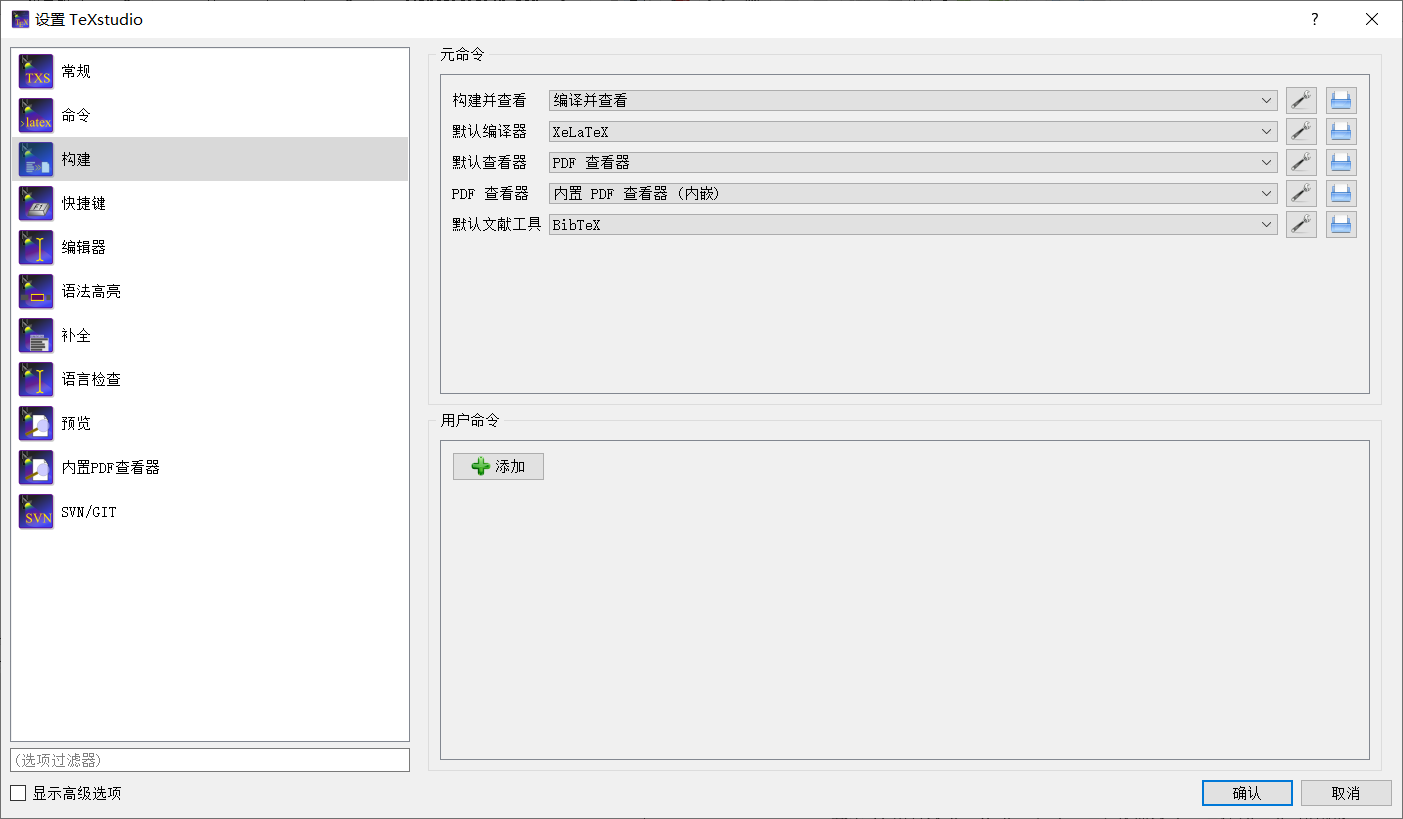 设置 TeXstudio
?
TXS 常规
>latex 命令
构建
快捷键
编辑器
语法高亮
补全
语言检查
预览
内置PDF查看器
SVN SVN/GIT
(选项过滤器)
显示高级选项
元命令
构建并查看 编译并查看
默认编译器 XeLaTeX
默认查看器 PDF 查看器
PDF 查看器 内置 PDF 查看器 (内嵌)
默认文献工具 BibTeX
用户命令
添加
确认 取消